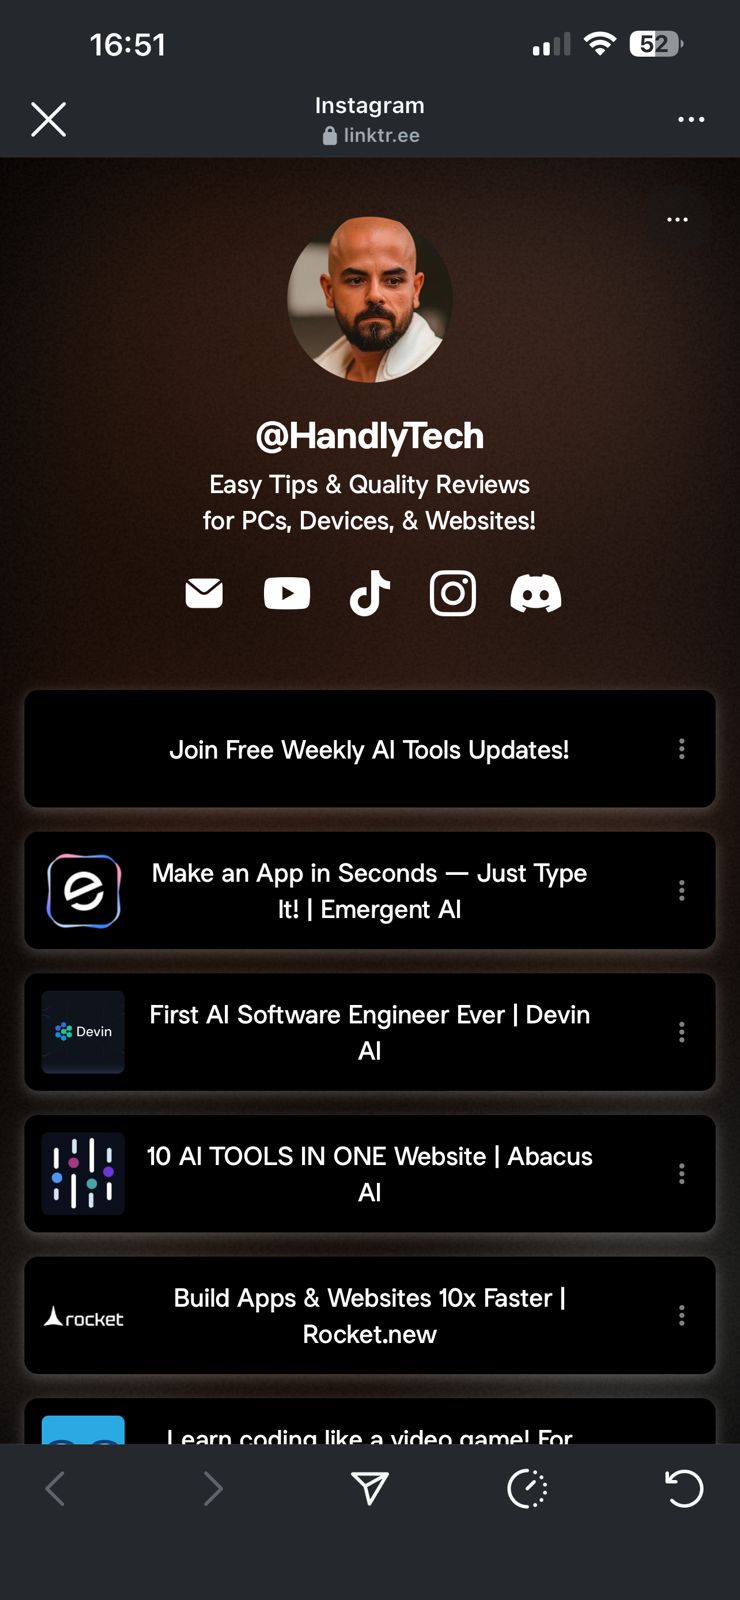 16:51
52
Instagram
linktr.ee
@HandlyTech
Easy Tips & Quality Reviews
for PCs, Devices, & Websites!
Join Free Weekly AI Tools Updates!
Make an App in Seconds — Just Type
It! | Emergent AI
Devin
First AI Software Engineer Ever | Devin
AI
10 AI TOOLS IN ONE Website | Abacus
AI
rocket
Build Apps & Websites 10x Faster |
Rocket.new
Learn coding like a video game! For